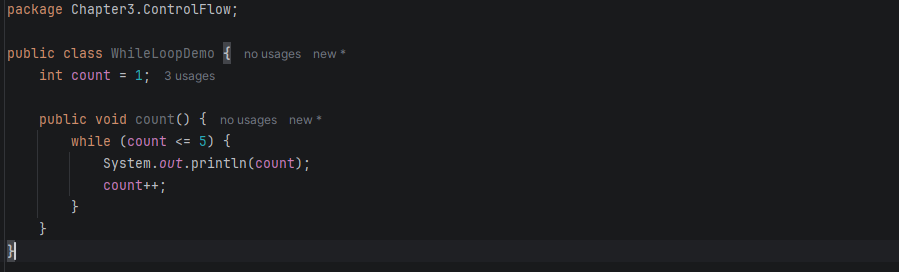 package Chapter3.ControlFlow;
public class WhileLoopDemo { no usages new *
int count = 1; 3 usages
public void count() { no usages new *
while (count <= 5) {
System.out.println(count);
count++;
}
}
}